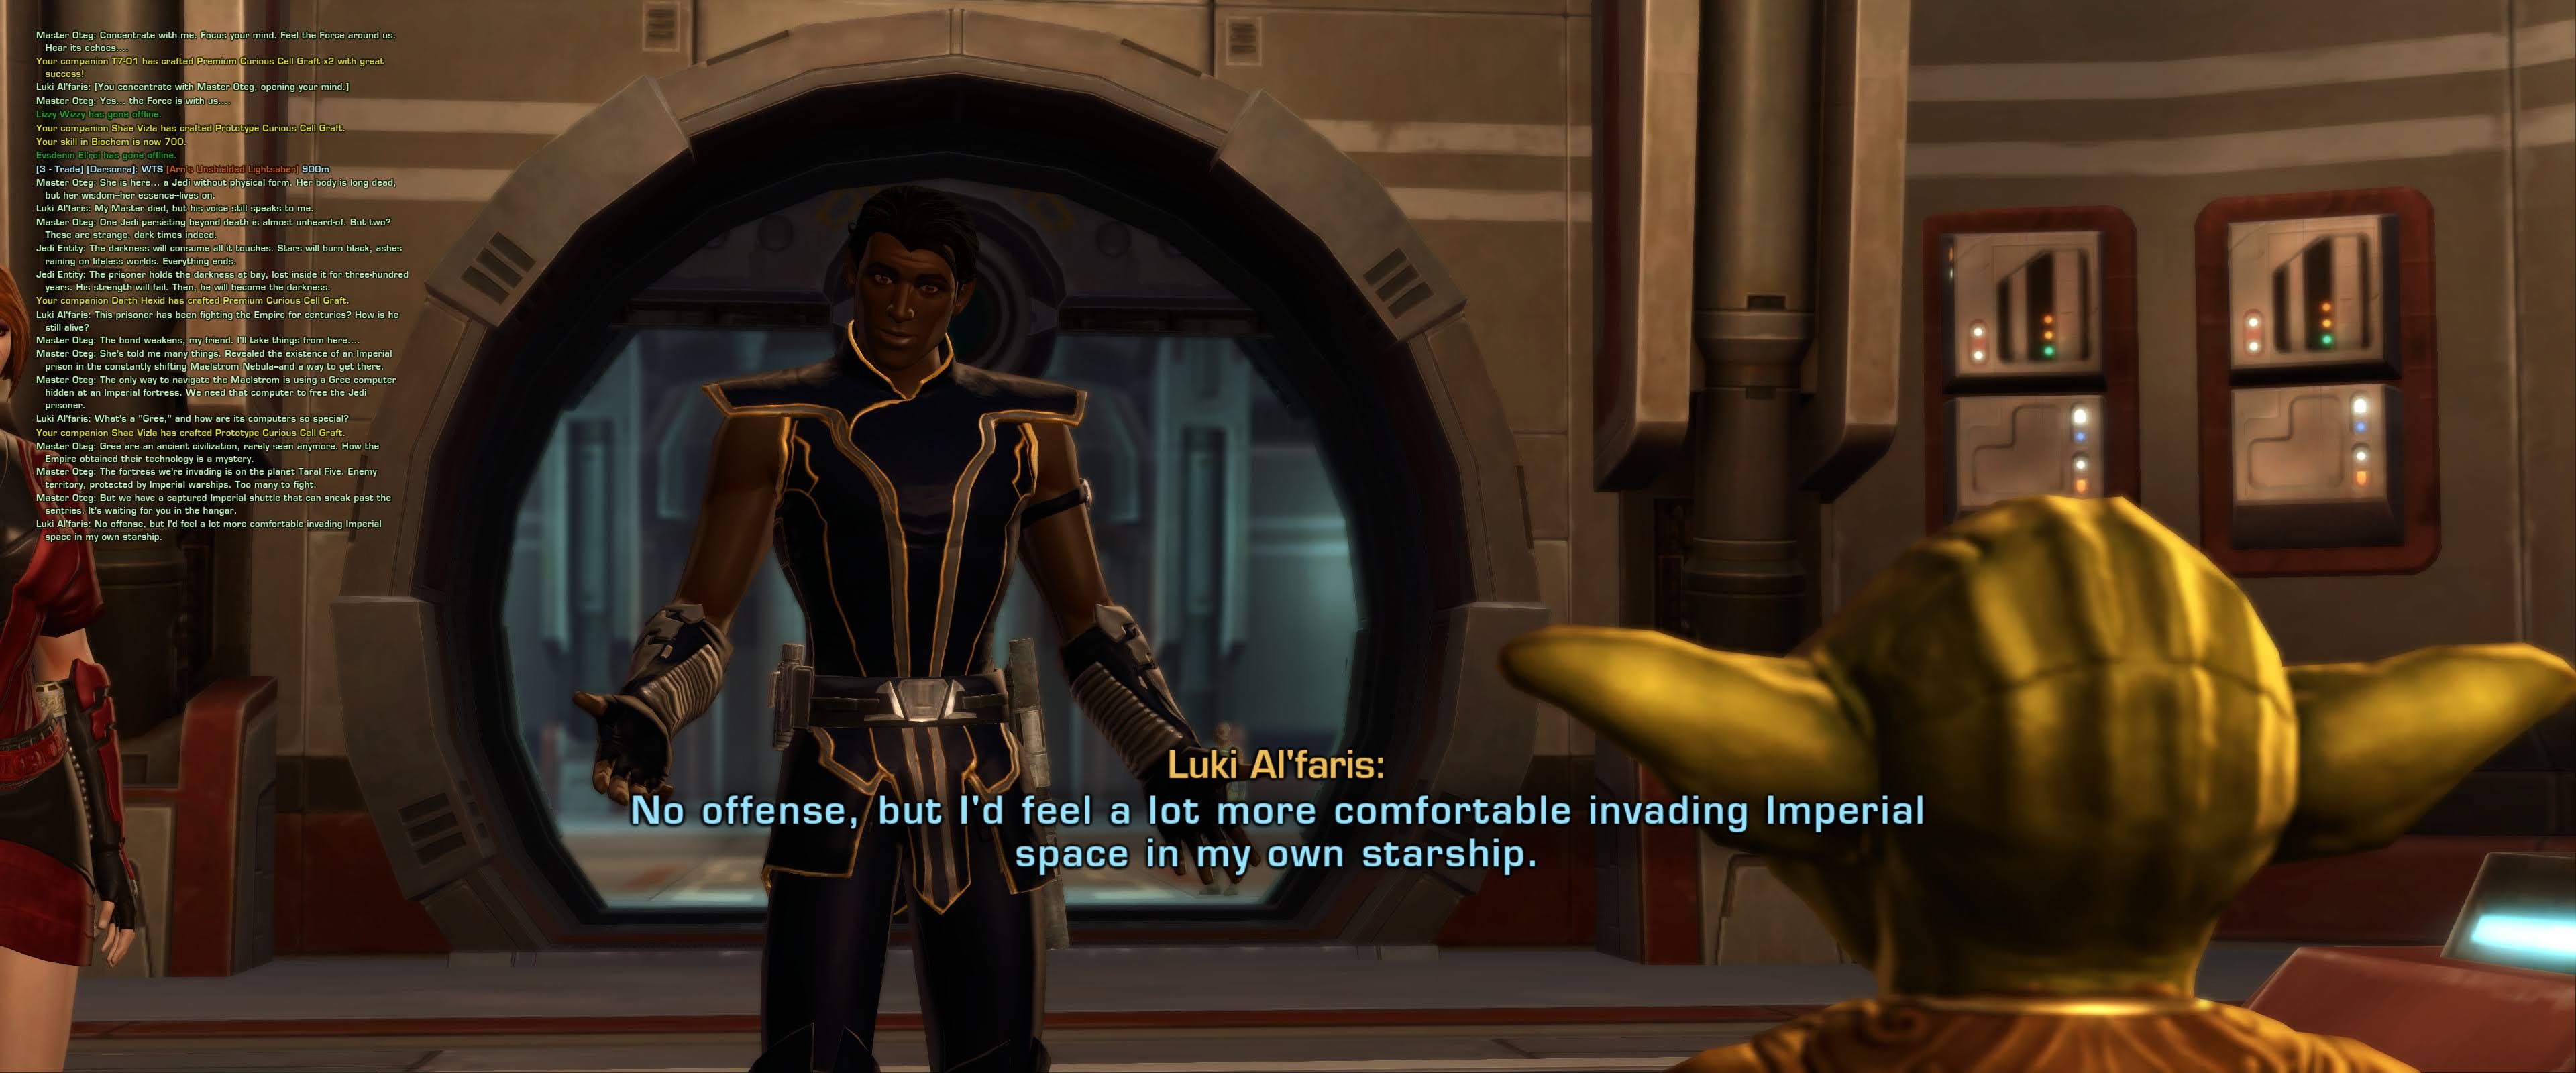 Master Oteg: Concentrate with me. Focus your mind. Feel the Force around us.
Hear its echoes....
Your companion T7-01 has crafted Premium Curious Cell Graft x2 with great
success!
Luki Al'faris: [You concentrate with Master Oteg, opening your mind.]
Master Oteg: Yes... the Force is with us....
Lizzy Wizzy has gone offline.
Your companion Shae Vizla has crafted Prototype Curious Cell Graft.
Your skill in Biochem is now 700.
Evsdenin El'roi has gone offline.
[3 - Trade] [Darsonra]: WTS [Arn's Unshielded Lightsaber] 900m
Master Oteg: She is here... a Jedi without physical form. Her body is long dead,
but her wisdom–her essence–lives on.
Luki Al'faris: My Master died, but his voice still speaks to me.
Master Oteg: One Jedi persisting beyond death is almost unheard-of. But two?
These are strange, dark times indeed.
Jedi Entity: The darkness will consume all it touches. Stars will burn black, ashes
raining on lifeless worlds. Everything ends.
Jedi Entity: The prisoner holds the darkness at bay, lost inside it for three-hundred
years. His strength will fail. Then, he will become the darkness.
Your companion Darth Hexid has crafted Premium Curious Cell Graft.
Luki Al'faris: This prisoner has been fighting the Empire for centuries? How is he
still alive?
Master Oteg: The bond weakens, my friend. I'll take things from here....
Master Oteg: She's told me many things. Revealed the existence of an Imperial
prison in the constantly shifting Maelstrom Nebula–and a way to get there.
Master Oteg: The only way to navigate the Maelstrom is using a Gree computer
hidden at an Imperial fortress. We need that computer to free the Jedi
prisoner.
Luki Al'faris: What's a "Gree," and how are its computers so special?
Your companion Shae Vizla has crafted Prototype Curious Cell Graft.
Master Oteg: Gree are an ancient civilization, rarely seen anymore. How the
Empire obtained their technology is a mystery.
Master Oteg: The fortress we're invading is on the planet Taral Five. Enemy
territory, protected by Imperial warships. Too many to fight.
Master Oteg: But we have a captured Imperial shuttle that can sneak past the
sentries. It's waiting for you in the hangar.
Luki Al'faris: No offense, but I'd feel a lot more comfortable invading Imperial
space in my own starship.
Luki Al'faris:
No offense, but I'd feel a lot more comfortable invading Imperial
space in my own starship.